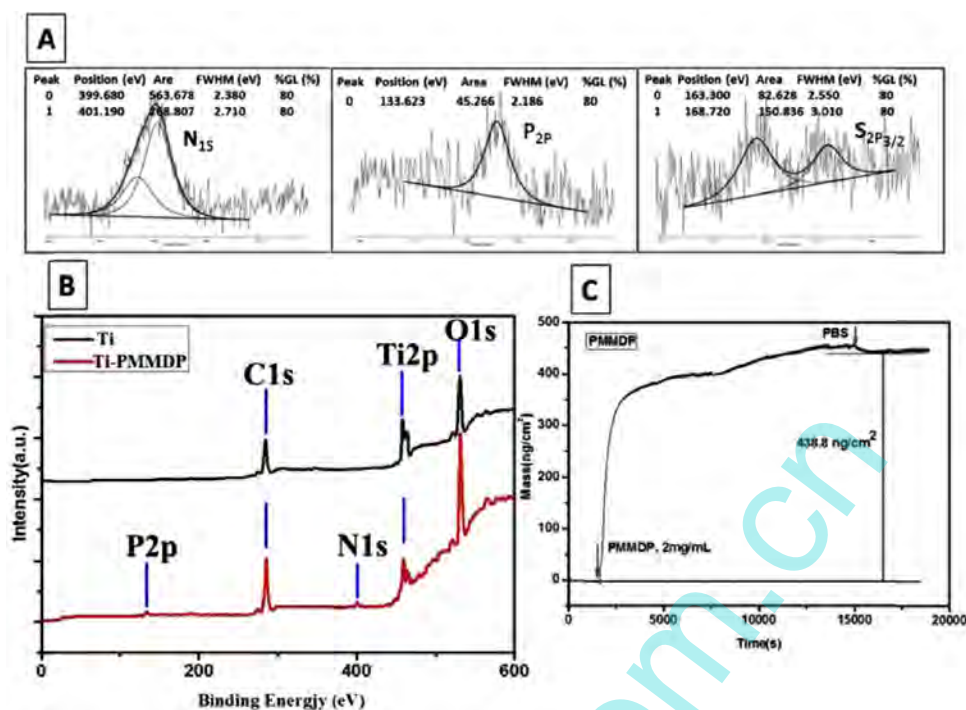 A
Peak Position (eV) Are FWHM (eV) %GL (%)
0 399.680 563.678 2.380 80
1 401.190 268.807 2.710 80
N1S
Peak Position (eV) Area FWHM (eV) %GL (%)
0 133.623 45.266 2.186 80
P2P
Peak Position (eV) Area FWHM (eV) %GL (%)
0 163.300 82.628 2.550 80
1 168.720 150.836 3.010 80
S2P3/2
B
Ti
Ti-PMMDP
C1s
Ti2p
O1s
P2p
N1s
Intensity(a.u.)
0 200 400 600
Binding Energjy (eV)
C
PMMDP
PBS
438.8 ng/cm2
PMMDP, 2mg/mL
Mass(ng/cm2)
500
400
300
200
100
0
0 5000 10000 15000 20000
Time(s)
om.cn